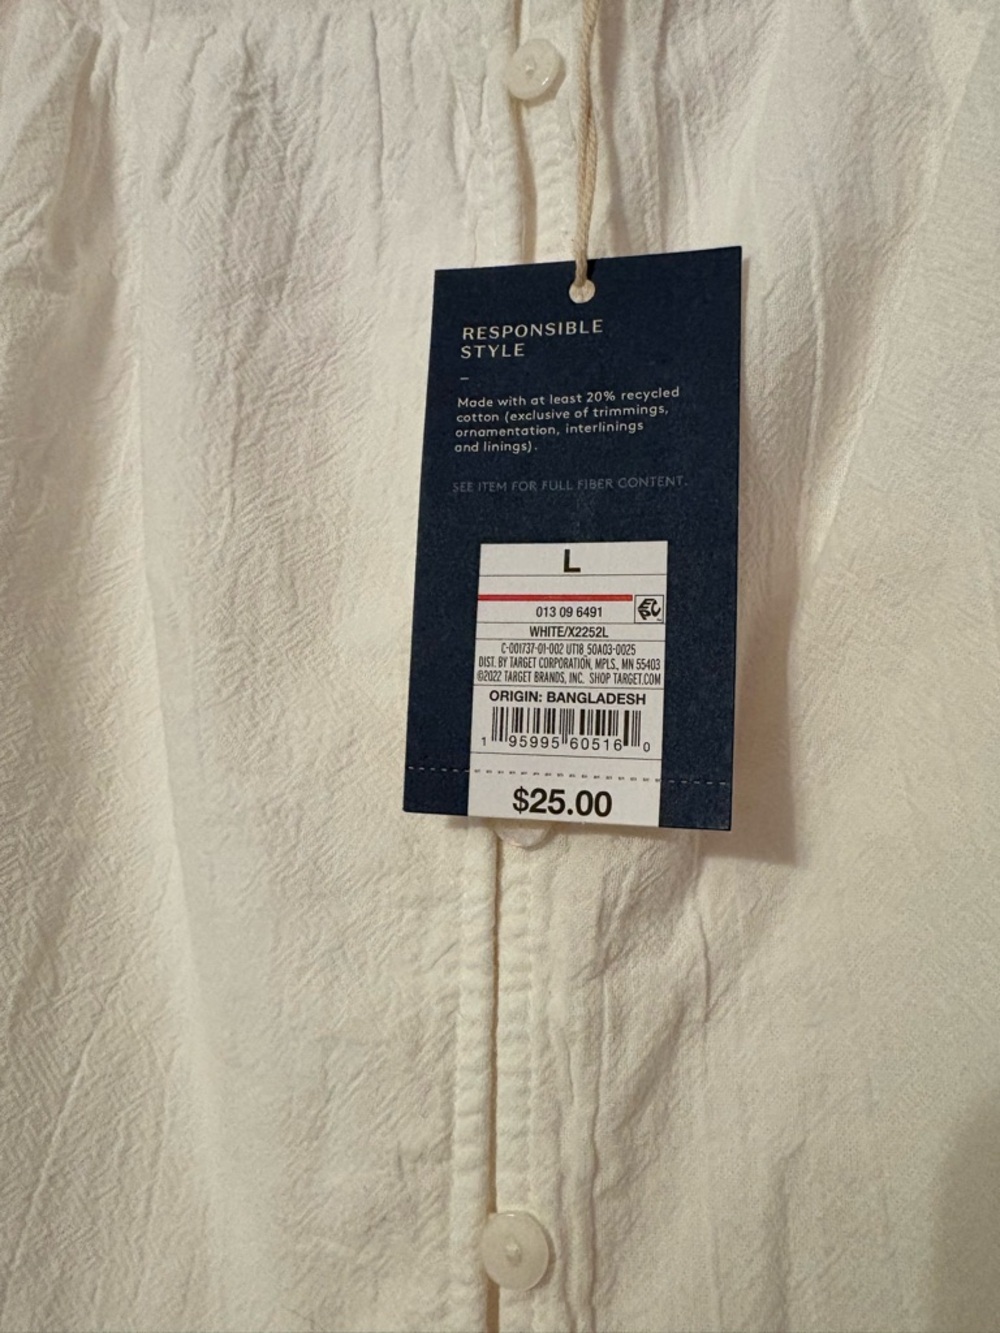 RESPONSIBLE
STYLE
–
Made with at least 20% recycled
cotton (exclusive of trimmings,
ornamentation, interlinings
and linings).
SEE ITEM FOR FULL FIBER CONTENT.
L
013 09 6491
WHITE/X2252L
C-001737-01-002 UT18 50A03-0025
DIST. BY TARGET CORPORATION, MPLS., MN 55403
©2022 TARGET BRANDS, INC. SHOP TARGET.COM
ORIGIN: BANGLADESH
1 95995 60516 0
$25.00